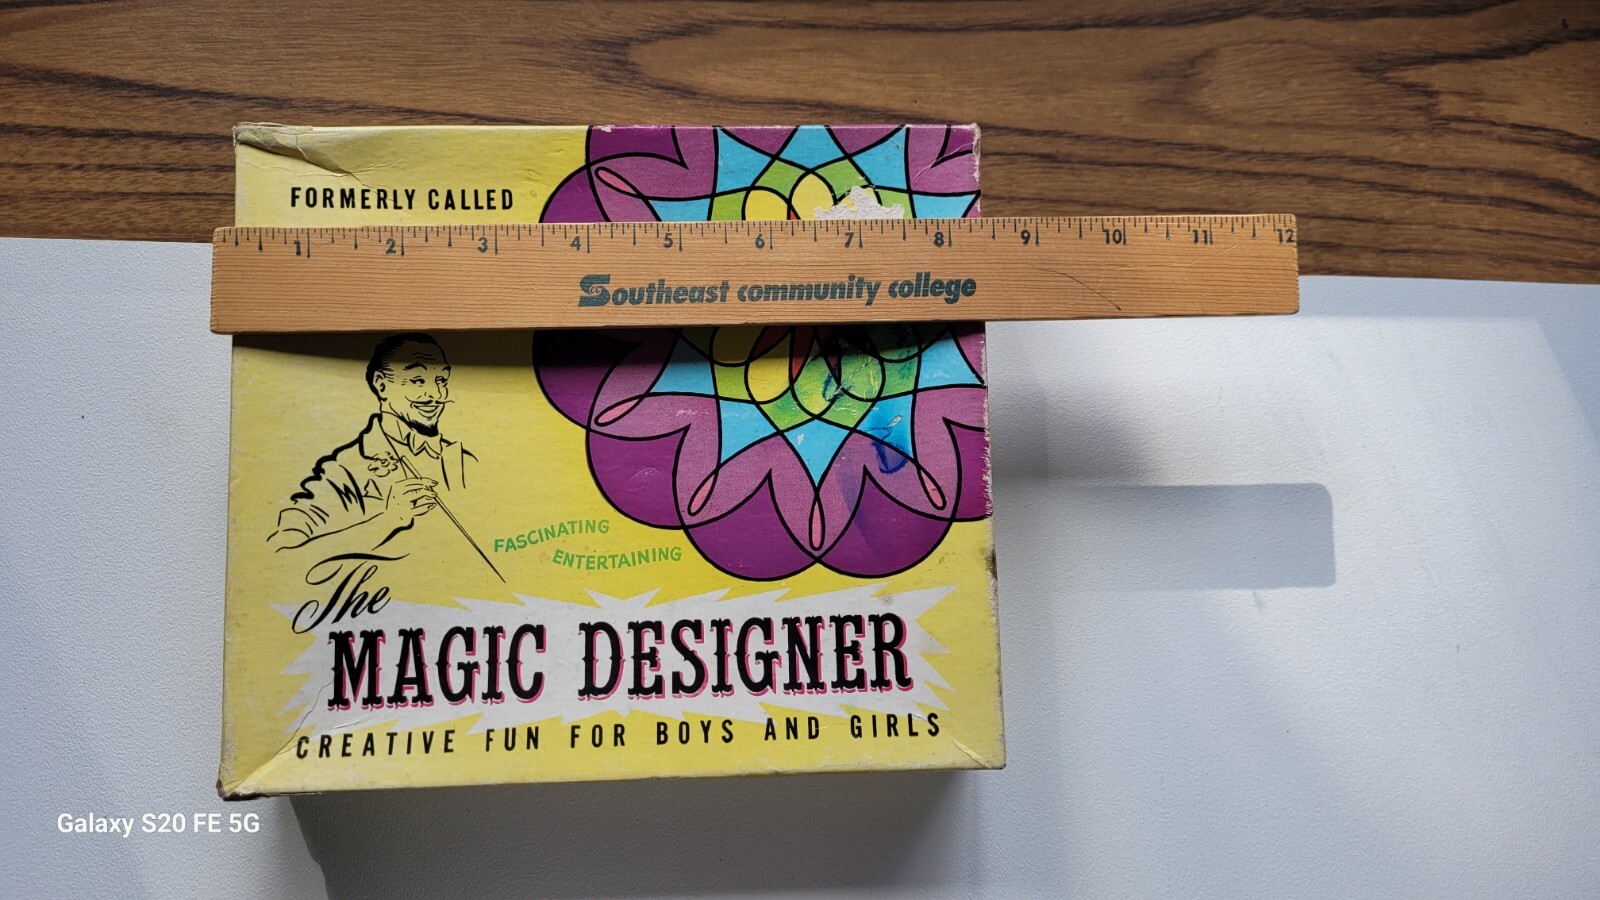 FORMERLY CALLED
1 2 3 4 5 6 7 8 9 10 11 12
Southeast community college
FASCINATING
ENTERTAINING
The
MAGIC DESIGNER
CREATIVE FUN FOR BOYS AND GIRLS
Galaxy S20 FE 5G